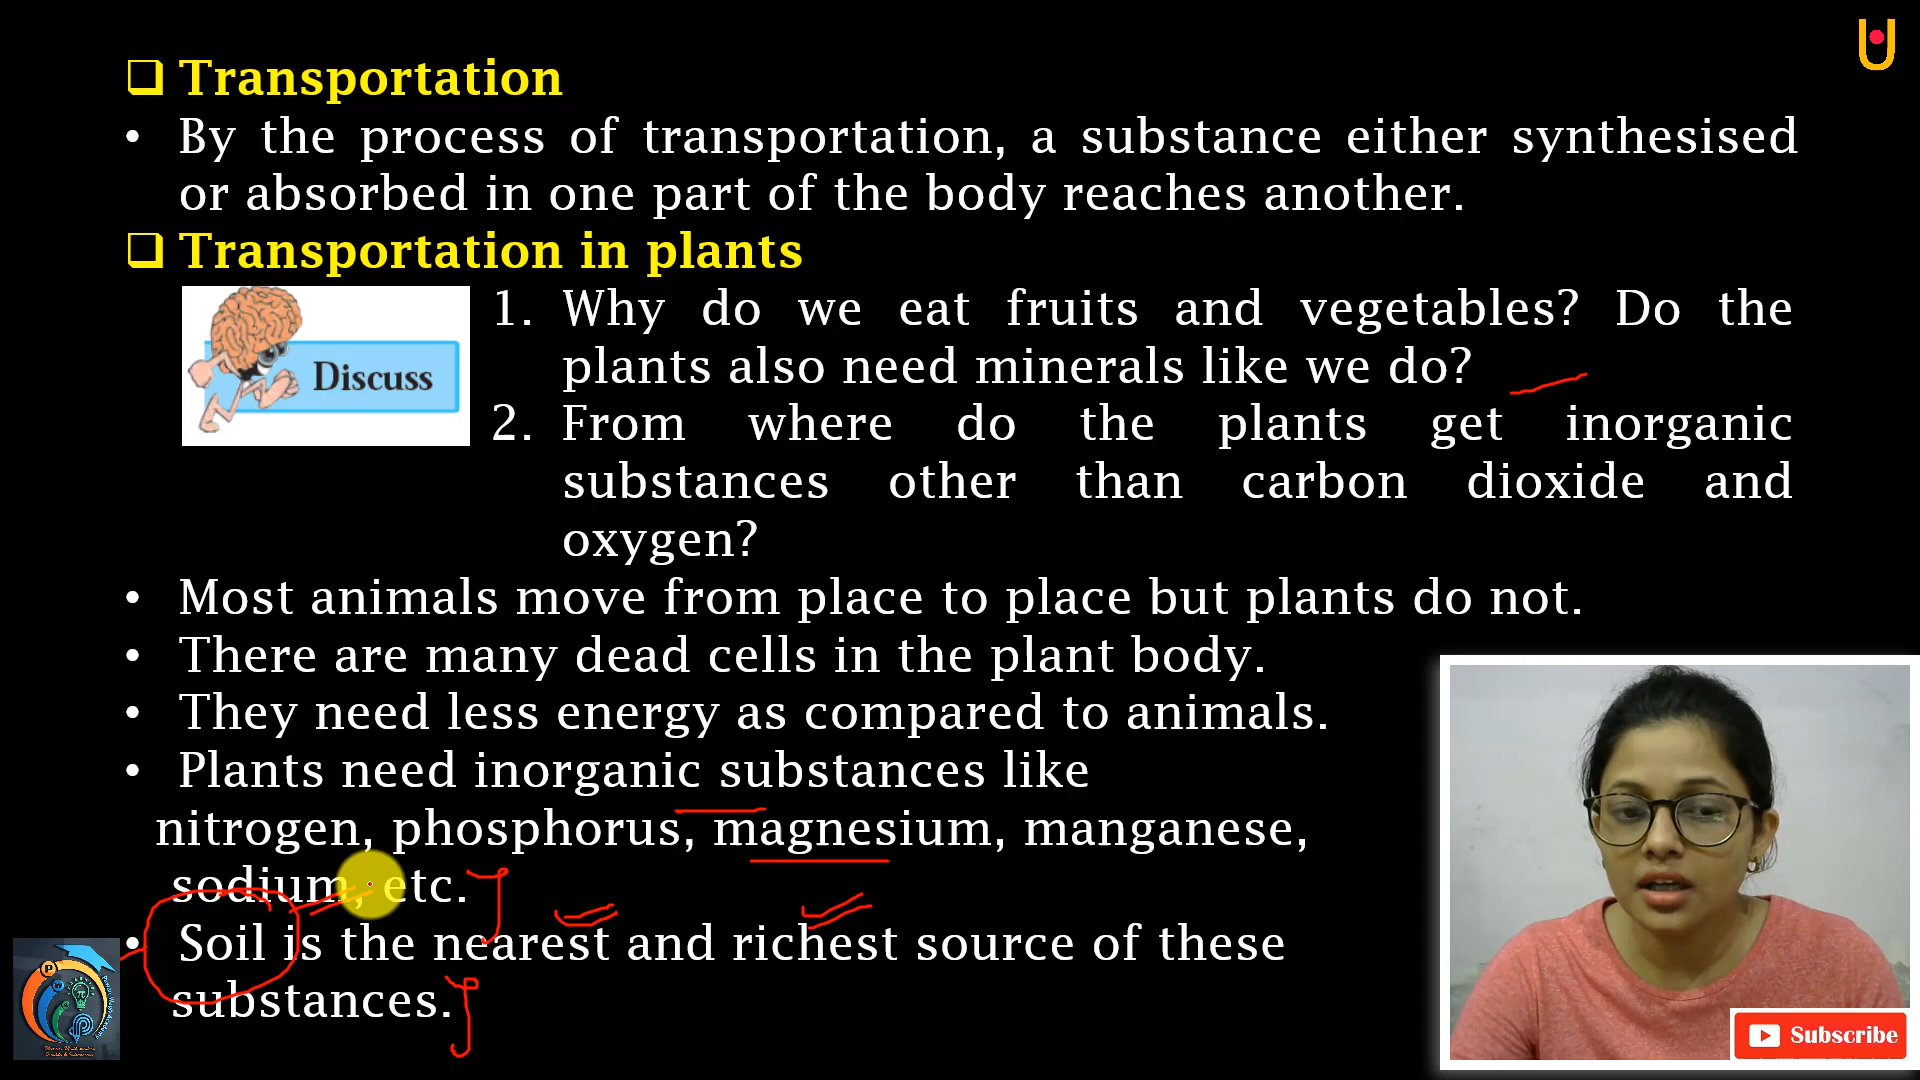 Transportation
• By the process of transportation, a substance either synthesised
or absorbed in one part of the body reaches another.
Transportation in plants
Discuss
1. Why do we eat fruits and vegetables? Do the
plants also need minerals like we do?
2. From where do the plants get inorganic
substances other than carbon dioxide and
oxygen?
• Most animals move from place to place but plants do not.
• There are many dead cells in the plant body.
• They need less energy as compared to animals.
• Plants need inorganic substances like
nitrogen, phosphorus, magnesium, manganese,
sodium, etc.
• Soil is the nearest and richest source of these
substances.
Subscribe